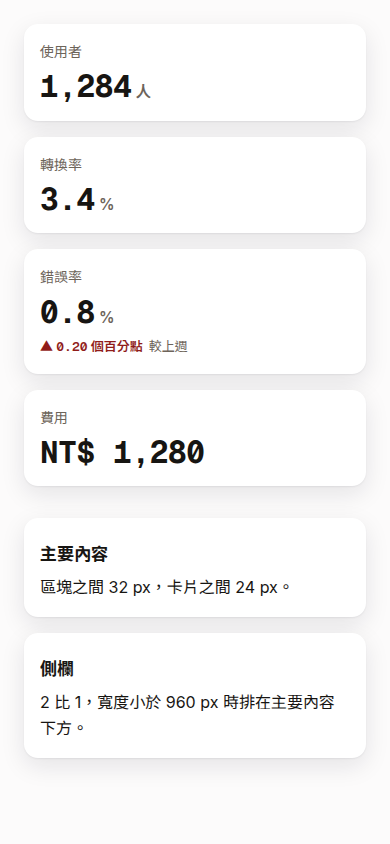 使用者
1,284 人
轉換率
3.4 %
錯誤率
0.8 %
▲ 0.20 個百分點 較上週
費用
NT$ 1,280
主要內容
區塊之間 32 px，卡片之間 24 px。
側欄
2 比 1，寬度小於 960 px 時排在主要內容
下方。